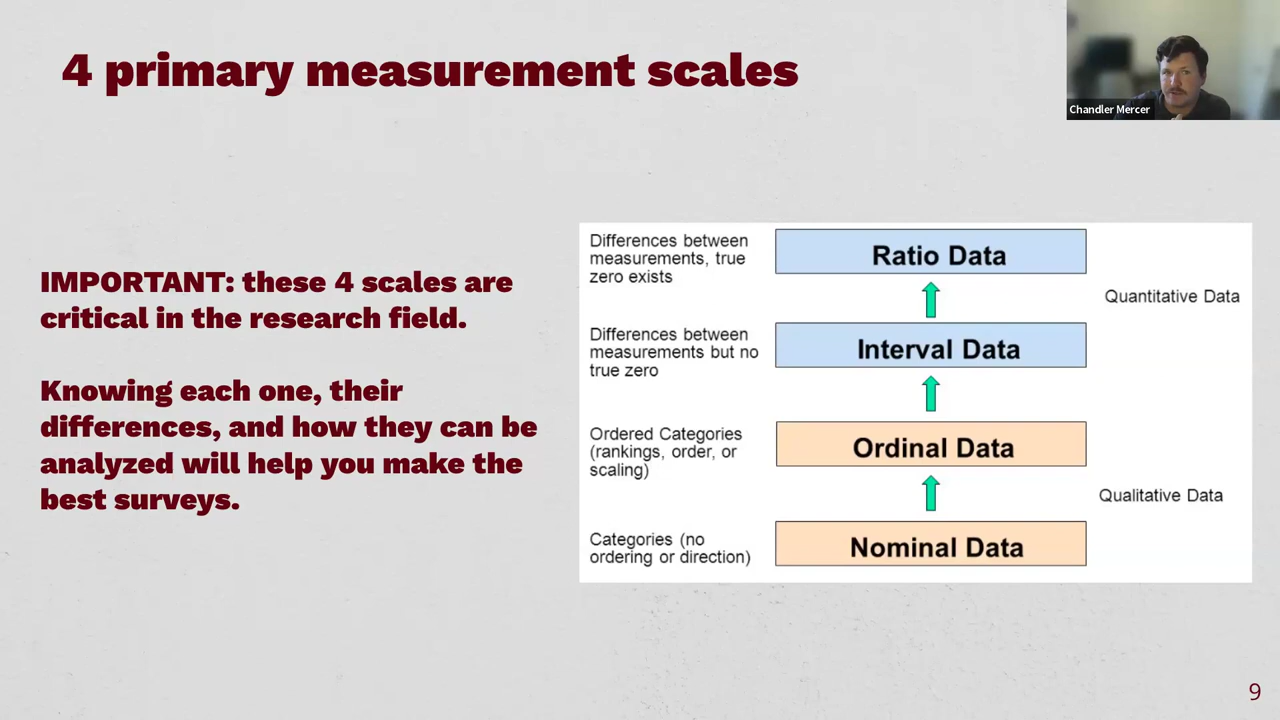 4 primary measurement scales
Chandler Mercer
IMPORTANT: these 4 scales are
critical in the research field.
Knowing each one, their
differences, and how they can be
analyzed will help you make the
best surveys.
Differences between
measurements, true
zero exists
Ratio Data
Quantitative Data
Differences between
measurements but no
true zero
Interval Data
Ordered Categories
(rankings, order, or
scaling)
Ordinal Data
Qualitative Data
Categories (no
ordering or direction)
Nominal Data
9